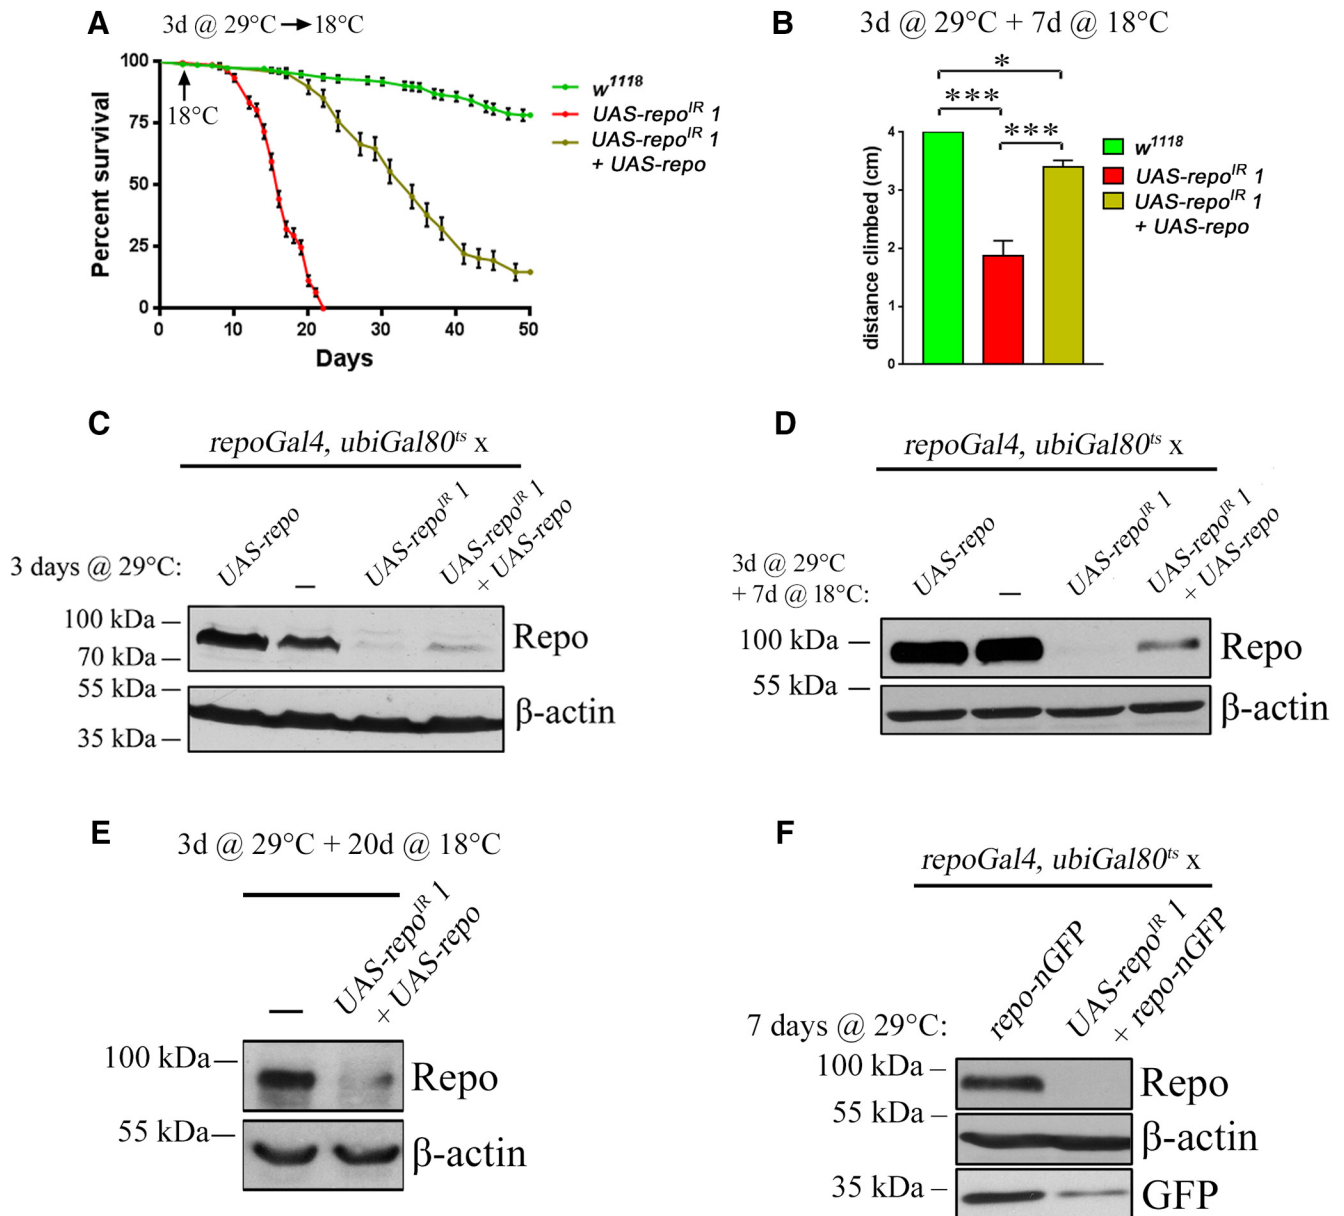 A
3d @ 29°C → 18°C
100
75
50
25
0
Percent survival
18°C
0 10 20 30 40 50
Days
w1118
UAS-repoIR 1
UAS-repoIR 1
+ UAS-repo
B
3d @ 29°C + 7d @ 18°C
*
***
***
4
3
2
1
0
distance climbed (cm)
w1118
UAS-repoIR 1
UAS-repoIR 1
+ UAS-repo
C
repoGal4, ubiGal80ts x
UAS-repo
–
UAS-repoIR 1
UAS-repoIR 1
+ UAS-repo
3 days @ 29°C:
100 kDa
70 kDa
Repo
55 kDa
35 kDa
β-actin
D
repoGal4, ubiGal80ts x
UAS-repo
–
UAS-repoIR 1
UAS-repoIR 1
+ UAS-repo
3d @ 29°C
+ 7d @ 18°C:
100 kDa
Repo
55 kDa
β-actin
E
3d @ 29°C + 20d @ 18°C
–
UAS-repoIR 1
+ UAS-repo
100 kDa
Repo
55 kDa
β-actin
F
repoGal4, ubiGal80ts x
repo-nGFP
UAS-repoIR 1
+ repo-nGFP
7 days @ 29°C:
100 kDa
Repo
55 kDa
β-actin
35 kDa
GFP